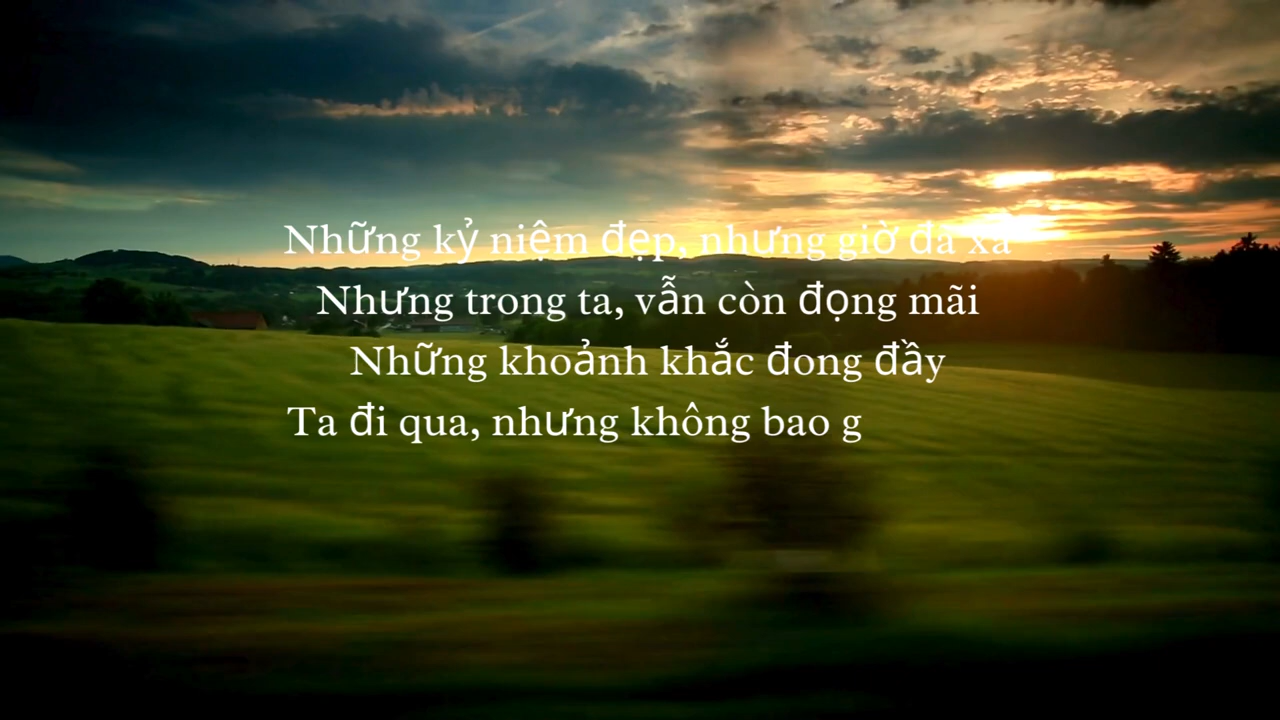 Những kỷ niệm đẹp, nhưng giờ đã xa
Nhưng trong ta, vẫn còn đọng mãi
Những khoảnh khắc đong đầy
Ta đi qua, nhưng không bao g